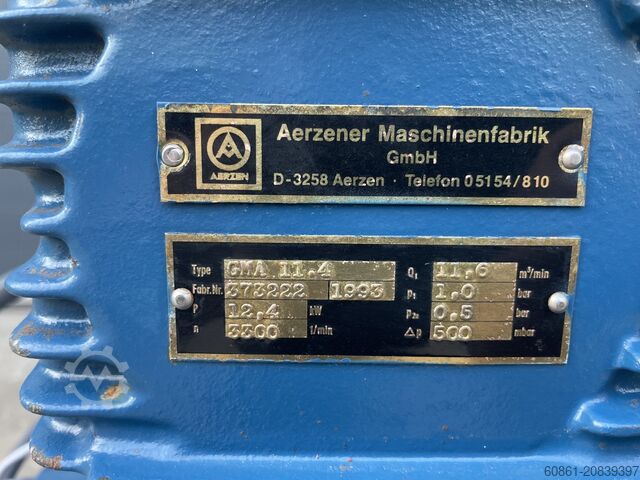 AERZEN
Aerzener Maschinenfabrik
GmbH
D-3258 Aerzen · Telefon 05154/810
Type GMA 11.4 Q₁ 11,6 m³/min
Fabr.Nr. 373222 1993 p₁ 1.0 bar
P 12,4 kW p₂ₑ 0,5 bar
n 3300 1/min Δp 500 mbar
60861-20839397